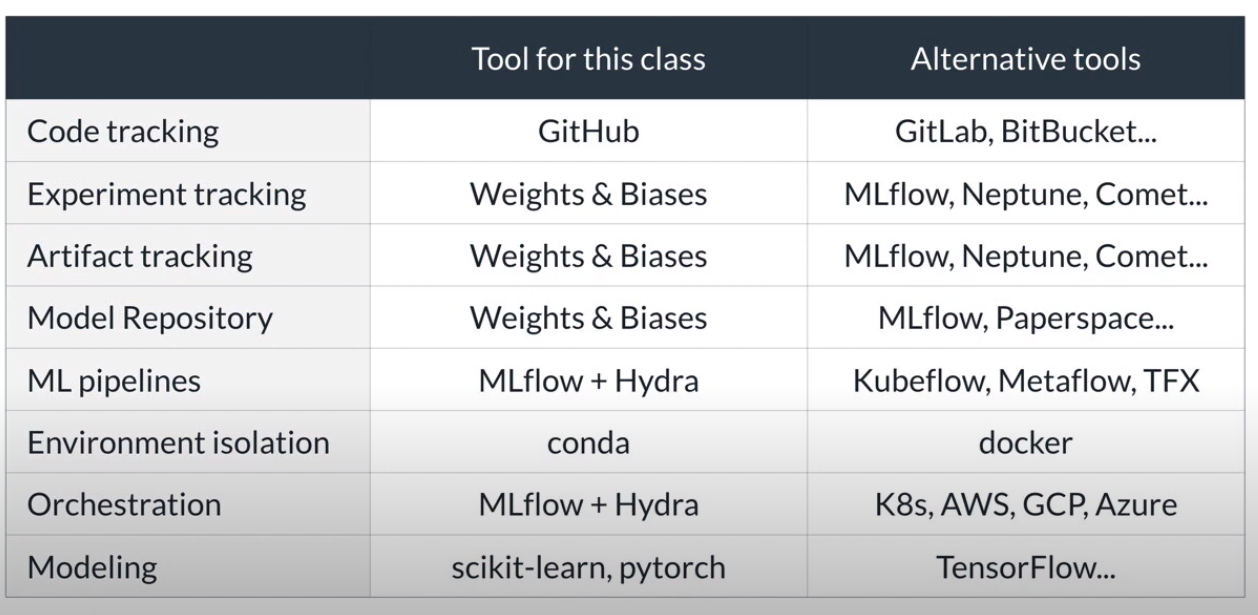 Tool for this class Alternative tools
Code tracking GitHub GitLab, BitBucket...
Experiment tracking Weights & Biases MLflow, Neptune, Comet...
Artifact tracking Weights & Biases MLflow, Neptune, Comet...
Model Repository Weights & Biases MLflow, Paperspace...
ML pipelines MLflow + Hydra Kubeflow, Metaflow, TFX
Environment isolation conda docker
Orchestration MLflow + Hydra K8s, AWS, GCP, Azure
Modeling scikit-learn, pytorch TensorFlow...